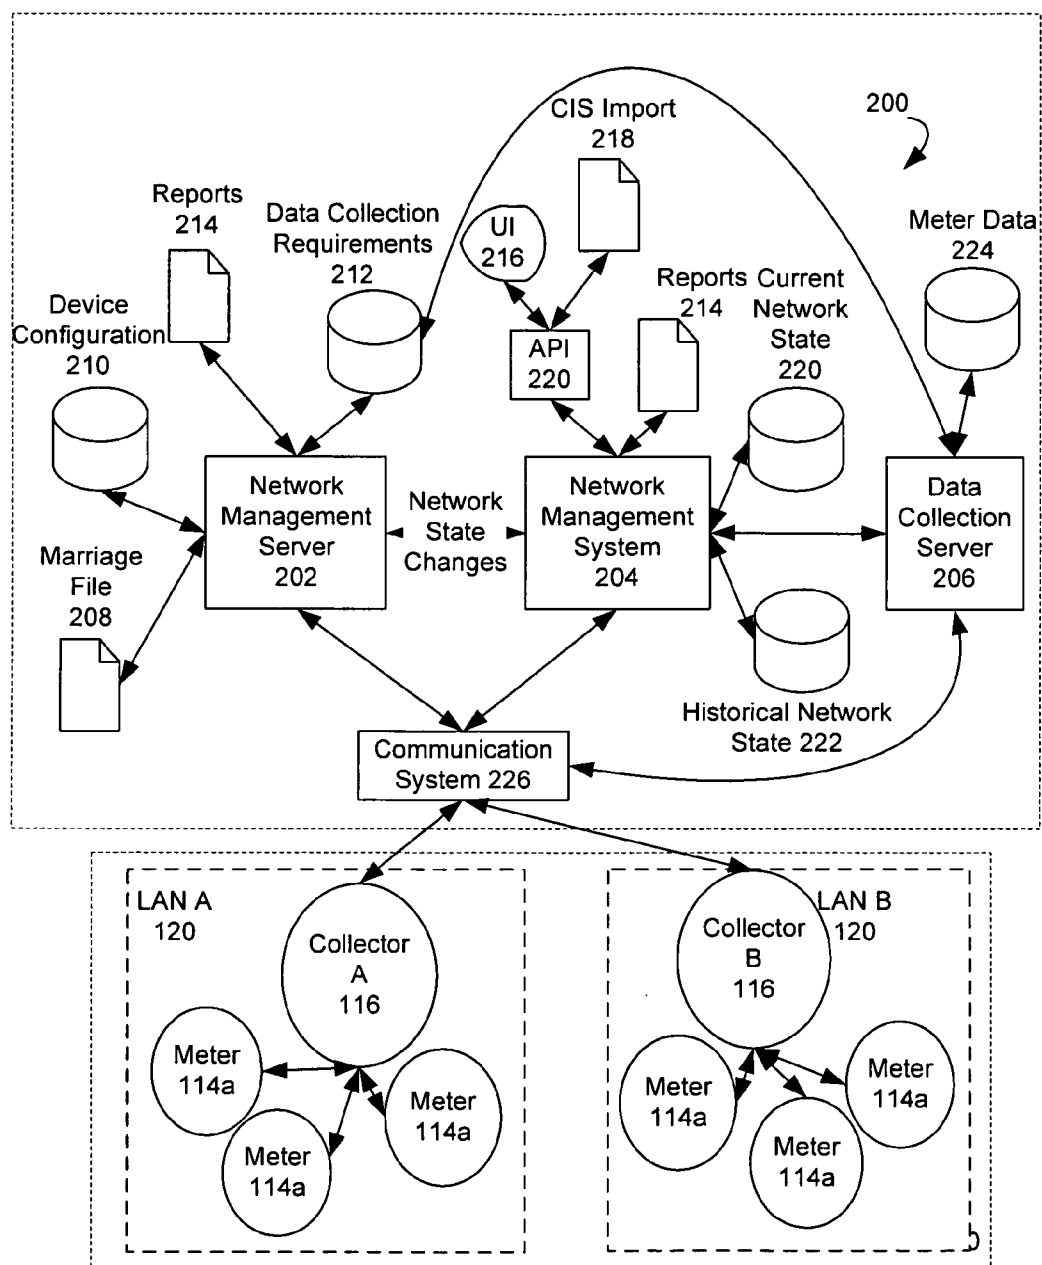 200
CIS Import
218
Reports
214
Data Collection
Requirements
212
UI
216
Meter Data
224
Device
Configuration
210
Reports
214
Current
Network
State
220
API
220
Network
Management
Server
202
Network
State
Changes
Network
Management
System
204
Data
Collection
Server
206
Marriage
File
208
Historical Network
State 222
Communication
System 226
LAN A
120
Collector
A
116
Meter
114a
Meter
114a
Meter
114a
LAN B
120
Collector
B
116
Meter
114a
Meter
114a
Meter
114a